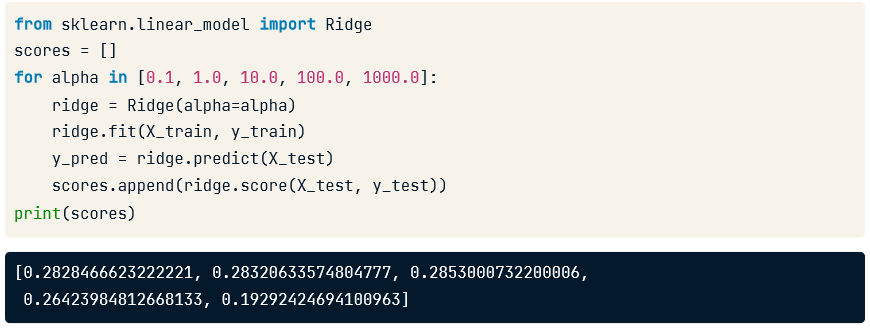 from sklearn.linear_model import Ridge
scores = []
for alpha in [0.1, 1.0, 10.0, 100.0, 1000.0]:
    ridge = Ridge(alpha=alpha)
    ridge.fit(X_train, y_train)
    y_pred = ridge.predict(X_test)
    scores.append(ridge.score(X_test, y_test))
print(scores)
[0.2828466623222221, 0.28320633574804777, 0.2853000732200006,
 0.26423984812668133, 0.19292424694100963]